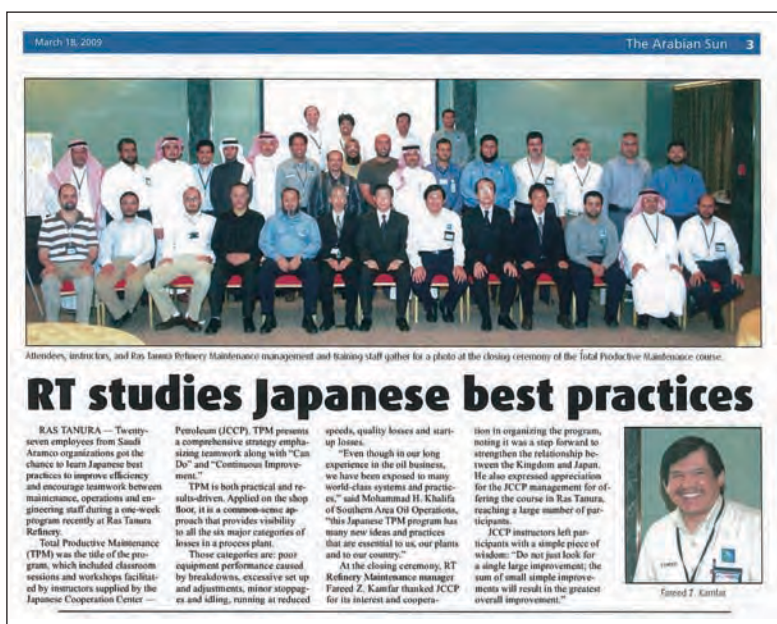 March 18, 2009
The Arabian Sun 3
Attendees, instructors, and Ras Tanura Refinery Maintenance management and training staff gather for a photo at the closing ceremony of the Total Productive Maintenance course.
RT studies Japanese best practices
RAS TANURA — Twenty-
seven employees from Saudi
Aramco organizations got the
chance to learn Japanese best
practices to improve efficiency
and encourage teamwork between
maintenance, operations and en-
gineering staff during a one-week
program recently at Ras Tanura
Refinery.
Total Productive Maintenance
(TPM) was the title of the pro-
gram, which included classroom
sessions and workshops facilitat-
ed by instructors supplied by the
Japanese Cooperation Center —
Petroleum (JCCP). TPM presents
a comprehensive strategy empha-
sizing teamwork along with “Can
Do” and “Continuous Improve-
ment.”
TPM is both practical and re-
sults-driven. Applied on the shop
floor, it is a common-sense ap-
proach that provides visibility
to all the six major categories of
losses in a process plant.
Those categories are: poor
equipment performance caused
by breakdowns, excessive set up
and adjustments, minor stoppag-
es and idling, running at reduced
speeds, quality losses and start-
up losses.
“Even though in our long
experience in the oil business,
we have been exposed to many
world-class systems and practic-
es,” said Mohammad H. Khalifa
of Southern Area Oil Operations,
“this Japanese TPM program has
many new ideas and practices
that are essential to us, our plants
and to our country.”
At the closing ceremony, RT
Refinery Maintenance manager
Fareed Z. Kamfar thanked JCCP
for its interest and coopera-
tion in organizing the program,
noting it was a step forward to
strengthen the relationship be-
tween the Kingdom and Japan.
He also expressed appreciation
for the JCCP management for of-
fering the course in Ras Tanura,
reaching a large number of par-
ticipants.
JCCP instructors left par-
ticipants with a simple piece of
wisdom: “Do not just look for
a single large improvement; the
sum of small simple improve-
ments will result in the greatest
overall improvement.”
Fareed Z. Kamfar